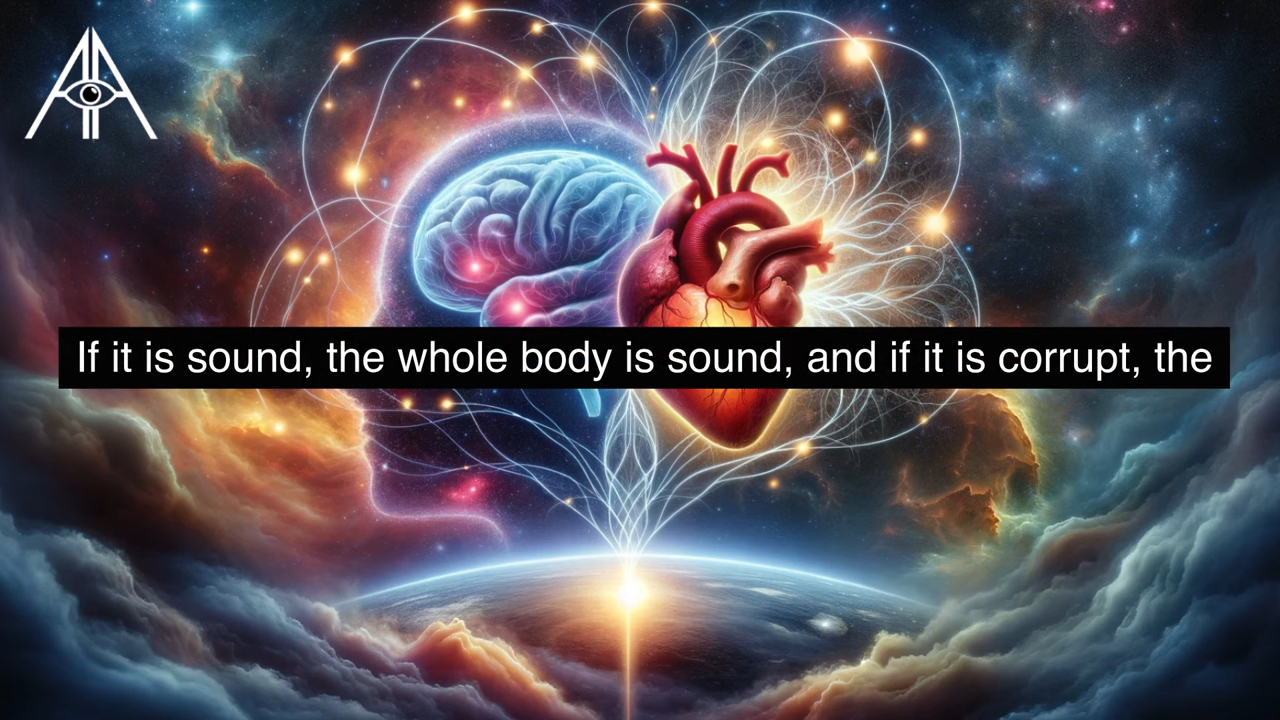 If it is sound, the whole body is sound, and if it is corrupt, the